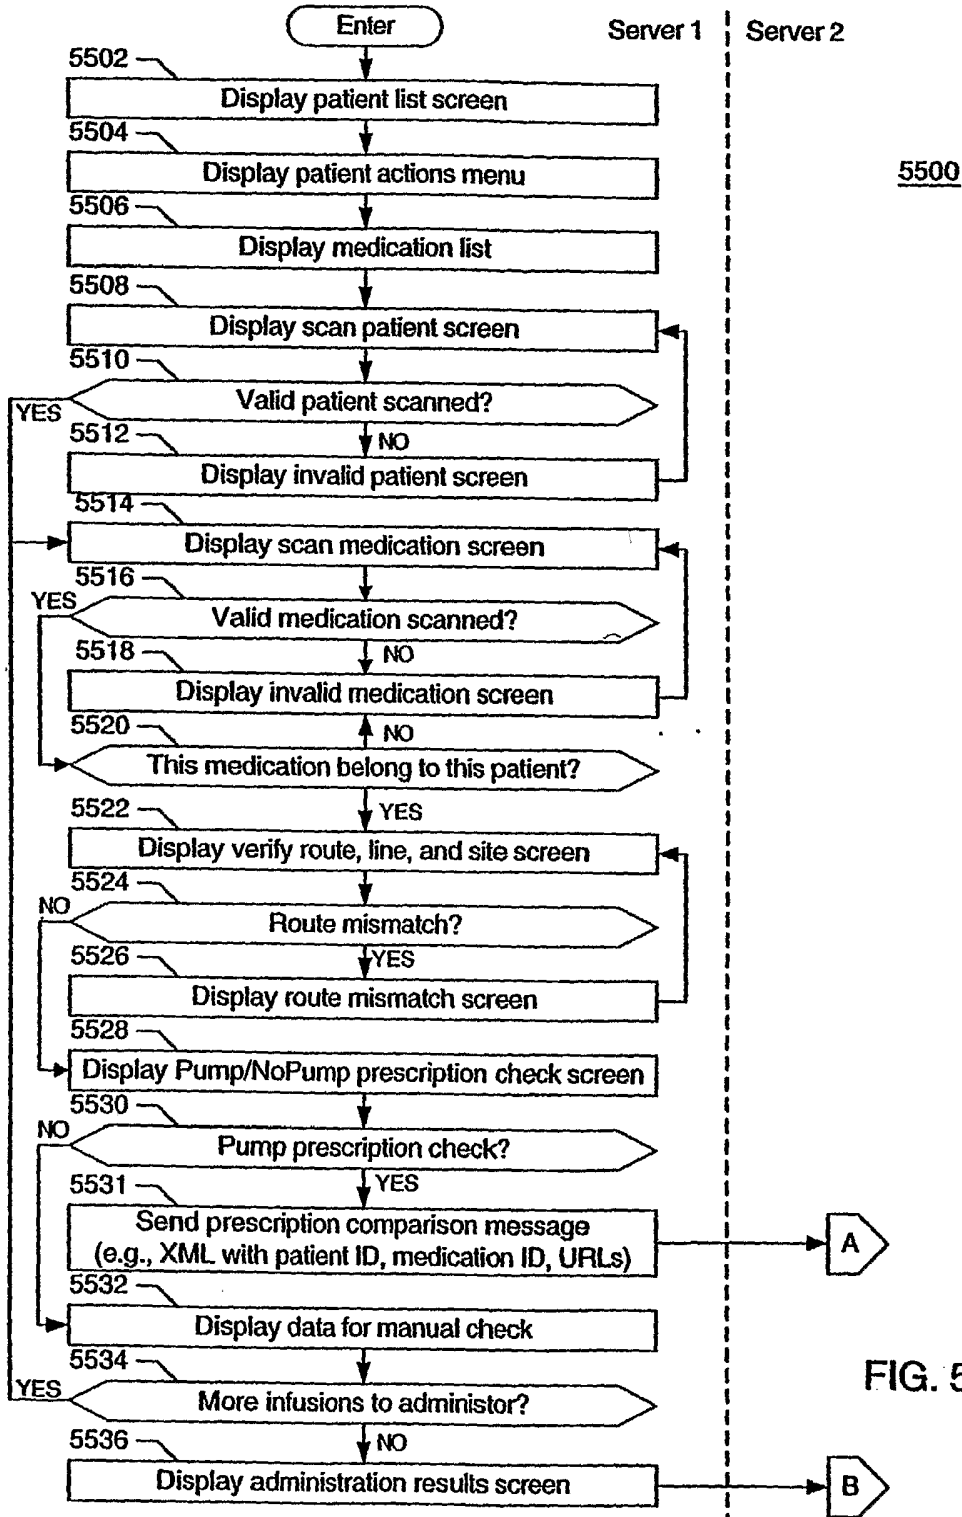 Enter
Server 1
Server 2
5502
Display patient list screen
5504
Display patient actions menu
5500
5506
Display medication list
5508
Display scan patient screen
5510
Valid patient scanned?
YES
NO
5512
Display invalid patient screen
5514
Display scan medication screen
5516
YES
Valid medication scanned?
NO
5518
Display invalid medication screen
5520
NO
This medication belong to this patient?
YES
5522
Display verify route, line, and site screen
5524
NO
Route mismatch?
YES
5526
Display route mismatch screen
5528
Display Pump/NoPump prescription check screen
5530
NO
Pump prescription check?
YES
5531
Send prescription comparison message
(e.g., XML with patient ID, medication ID, URLs)
A
5532
Display data for manual check
5534
YES
More infusions to administor?
FIG. 5
NO
5536
Display administration results screen
B